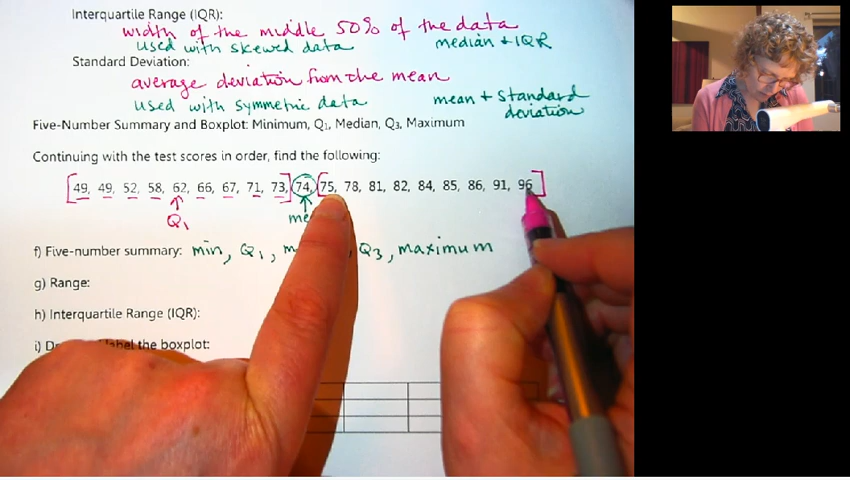 Interquartile Range (IQR):
width of the middle 50% of the data
used with skewed data median + IQR
Standard Deviation:
average deviation from the mean
used with symmetric data mean + standard deviation
Five-Number Summary and Boxplot: Minimum, Q₁, Median, Q₃, Maximum
Continuing with the test scores in order, find the following:
[49, 49, 52, 58, 62, 66, 67, 71, 73,] 74, [75, 78, 81, 82, 84, 85, 86, 91, 96]
Q₁ me
f) Five-number summary: min, Q₁, m , Q₃, maximum
g) Range:
h) Interquartile Range (IQR):
i) D label the boxplot: